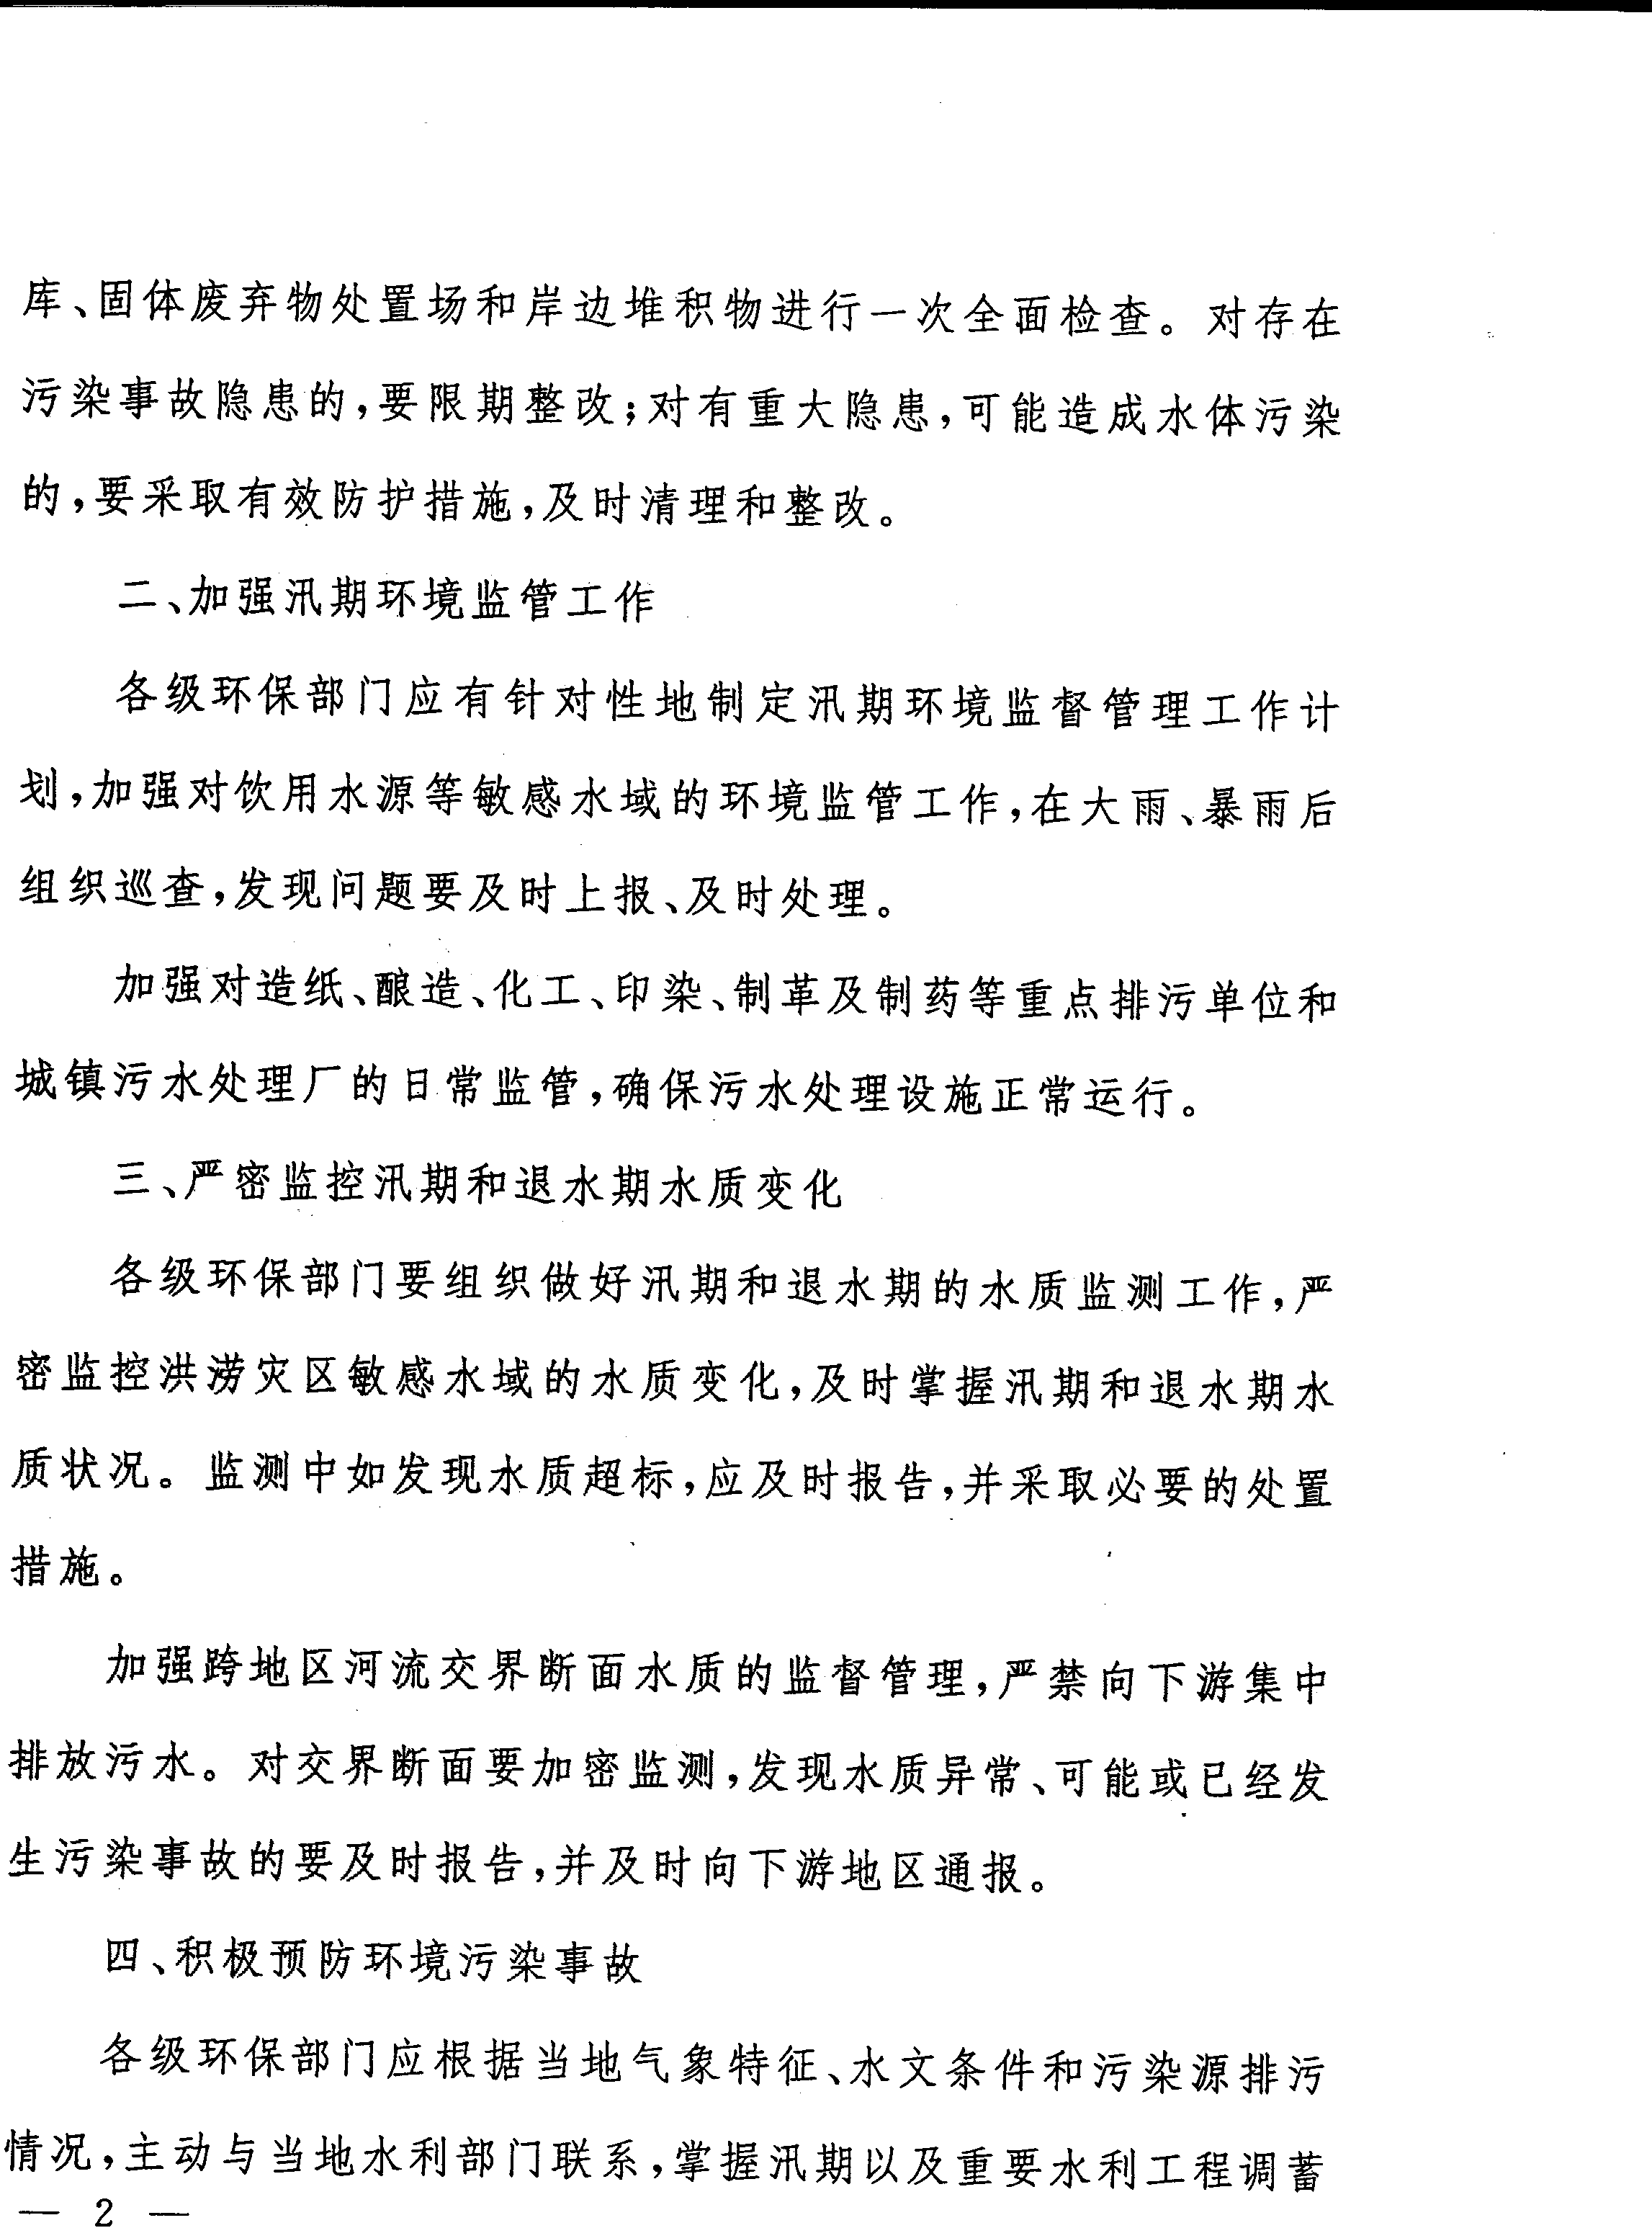 库、固体废弃物处置场和岸边堆积物进行一次全面检查。对存在
污染事故隐患的,要限期整改;对有重大隐患,可能造成水体污染
的,要采取有效防护措施,及时清理和整改。
二、加强汛期环境监管工作
各级环保部门应有针对性地制定汛期环境监督管理工作计
划,加强对饮用水源等敏感水域的环境监管工作,在大雨、暴雨后
组织巡查,发现问题要及时上报、及时处理。
加强对造纸、酿造、化工、印染、制革及制药等重点排污单位和
城镇污水处理厂的日常监管,确保污水处理设施正常运行。
三、严密监控汛期和退水期水质变化
各级环保部门要组织做好汛期和退水期的水质监测工作,严
密监控洪涝灾区敏感水域的水质变化,及时掌握汛期和退水期水
质状况。监测中如发现水质超标,应及时报告,并采取必要的处置
措施。
加强跨地区河流交界断面水质的监督管理,严禁向下游集中
排放污水。对交界断面要加密监测,发现水质异常、可能或已经发
生污染事故的要及时报告,并及时向下游地区通报。
四、积极预防环境污染事故
各级环保部门应根据当地气象特征、水文条件和污染源排污
情况,主动与当地水利部门联系,掌握汛期以及重要水利工程调蓄
— 2 —